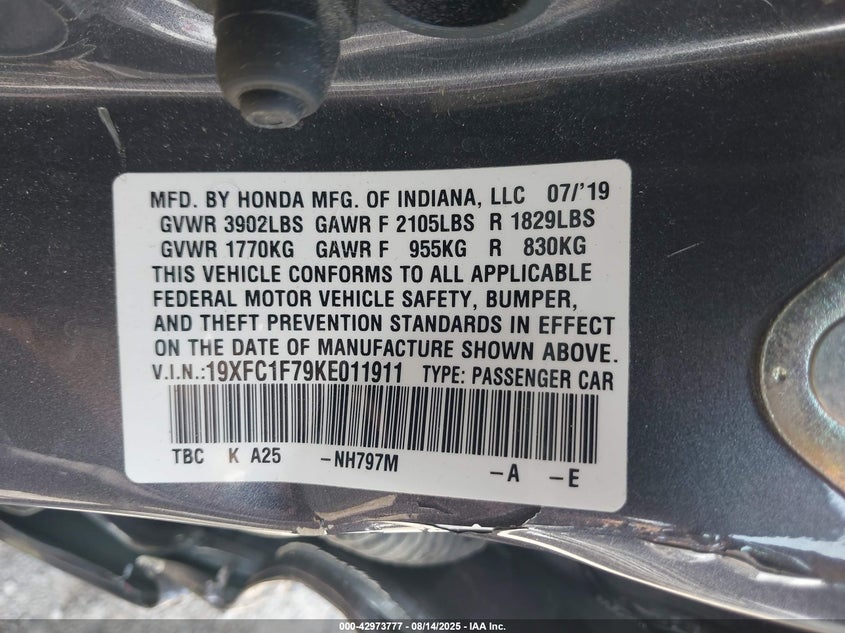 MFD. BY HONDA MFG. OF INDIANA, LLC 07/'19
GVWR 3902LBS GAWR F 2105LBS R 1829LBS
GVWR 1770KG GAWR F 955KG R 830KG
THIS VEHICLE CONFORMS TO ALL APPLICABLE
FEDERAL MOTOR VEHICLE SAFETY, BUMPER,
AND THEFT PREVENTION STANDARDS IN EFFECT
ON THE DATE OF MANUFACTURE SHOWN ABOVE.
V.I.N.:19XFC1F79KE011911 TYPE: PASSENGER CAR
TBC K A25 -NH797M -A -E
000-42973777 - 08/14/2025 - IAA Inc.